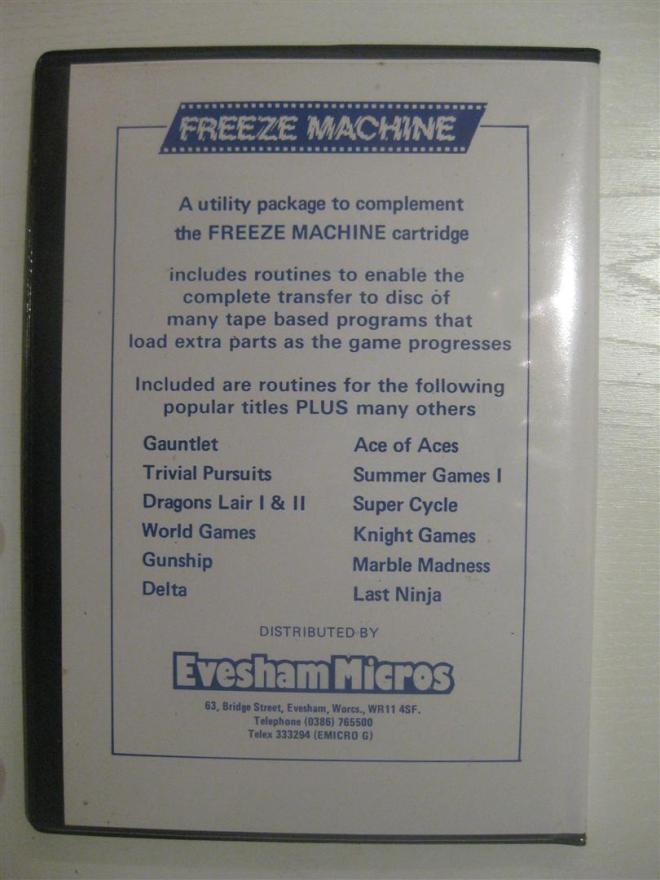 FREEZE MACHINE
A utility package to complement
the FREEZE MACHINE cartridge
includes routines to enable the
complete transfer to disc of
many tape based programs that
load extra parts as the game progresses
Included are routines for the following
popular titles PLUS many others
Gauntlet
Trivial Pursuits
Dragons Lair I & II
World Games
Gunship
Delta
Ace of Aces
Summer Games I
Super Cycle
Knight Games
Marble Madness
Last Ninja
DISTRIBUTED BY
Evesham Micros
63, Bridge Street, Evesham, Worcs., WR11 4SF.
Telephone (0386) 765500
Telex 333294 (EMICRO G)